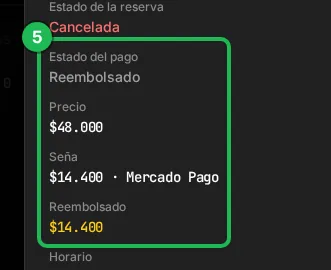 Estado de la reserva
Cancelada
5
Estado del pago
Reembolsado
Precio
$48.000
Seña
$14.400 · Mercado Pago
Reembolsado
$14.400
Horario